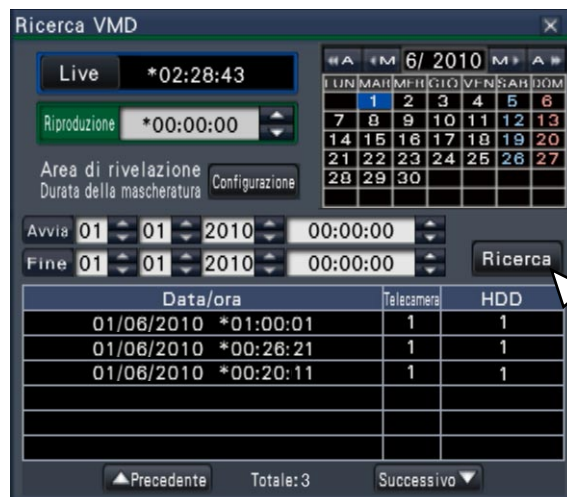 Ricerca VMD
Live *02:28:43
Riproduzione *00:00:00
Area di rivelazione
Durata della mascheratura
Configurazione
A M 6/ 2010 M A
LUN MAR MER GIO VEN SAB DOM
1 2 3 4 5 6
7 8 9 10 11 12 13
14 15 16 17 18 19 20
21 22 23 24 25 26 27
28 29 30
Avvia 01 01 2010 00:00:00
Fine 01 01 2010 00:00:00
Ricerca
Data/ora Telecamera HDD
01/06/2010 *01:00:01 1 1
01/06/2010 *00:26:21 1 1
01/06/2010 *00:20:11 1 1
Precedente Totale:3 Successivo